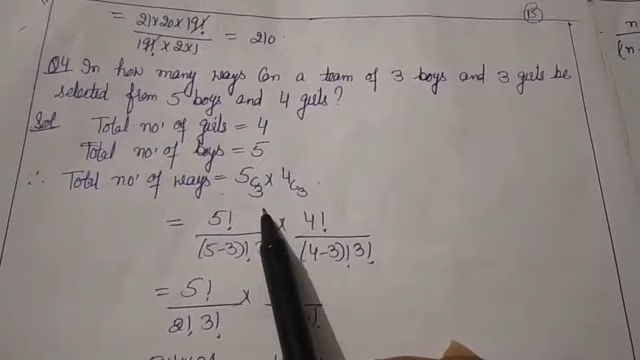 = 21×20×19! / 19! × 2×1 = 210.
15
Q4 In how many ways can a team of 3 boys and 3 girls be
selected from 5 boys and 4 girls?
Sol Total no. of girls = 4
Total no. of boys = 5
∴ Total no. of ways = 5C3 × 4C3
= 5! / (5-3)! × 4! / (4-3)! 3!
= 5! / 2! 3! ×